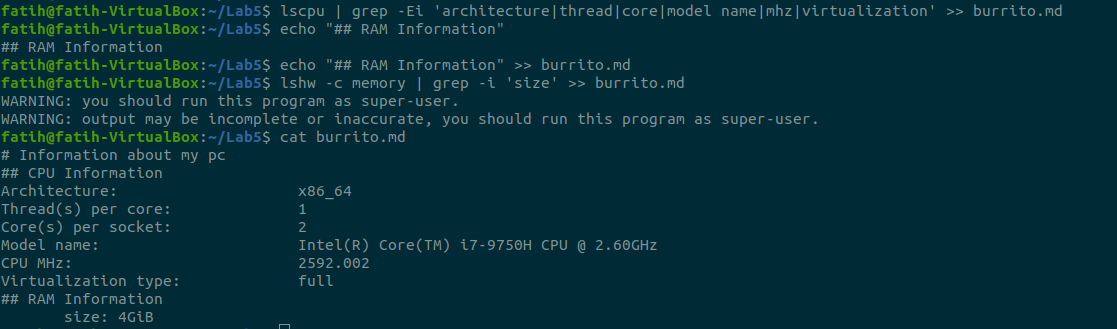 fatih@fatih-VirtualBox:~/Lab5$ lscpu | grep -Ei 'architecture|thread|core|model name|mhz|virtualization' >> burrito.md
fatih@fatih-VirtualBox:~/Lab5$ echo "## RAM Information"
## RAM Information
fatih@fatih-VirtualBox:~/Lab5$ echo "## RAM Information" >> burrito.md
fatih@fatih-VirtualBox:~/Lab5$ lshw -c memory | grep -i 'size' >> burrito.md
WARNING: you should run this program as super-user.
WARNING: output may be incomplete or inaccurate, you should run this program as super-user.
fatih@fatih-VirtualBox:~/Lab5$ cat burrito.md
# Information about my pc
## CPU Information
Architecture:                    x86_64
Thread(s) per core:              1
Core(s) per socket:              2
Model name:                      Intel(R) Core(TM) i7-9750H CPU @ 2.60GHz
CPU MHz:                         2592.002
Virtualization type:             full
## RAM Information
       size: 4GiB